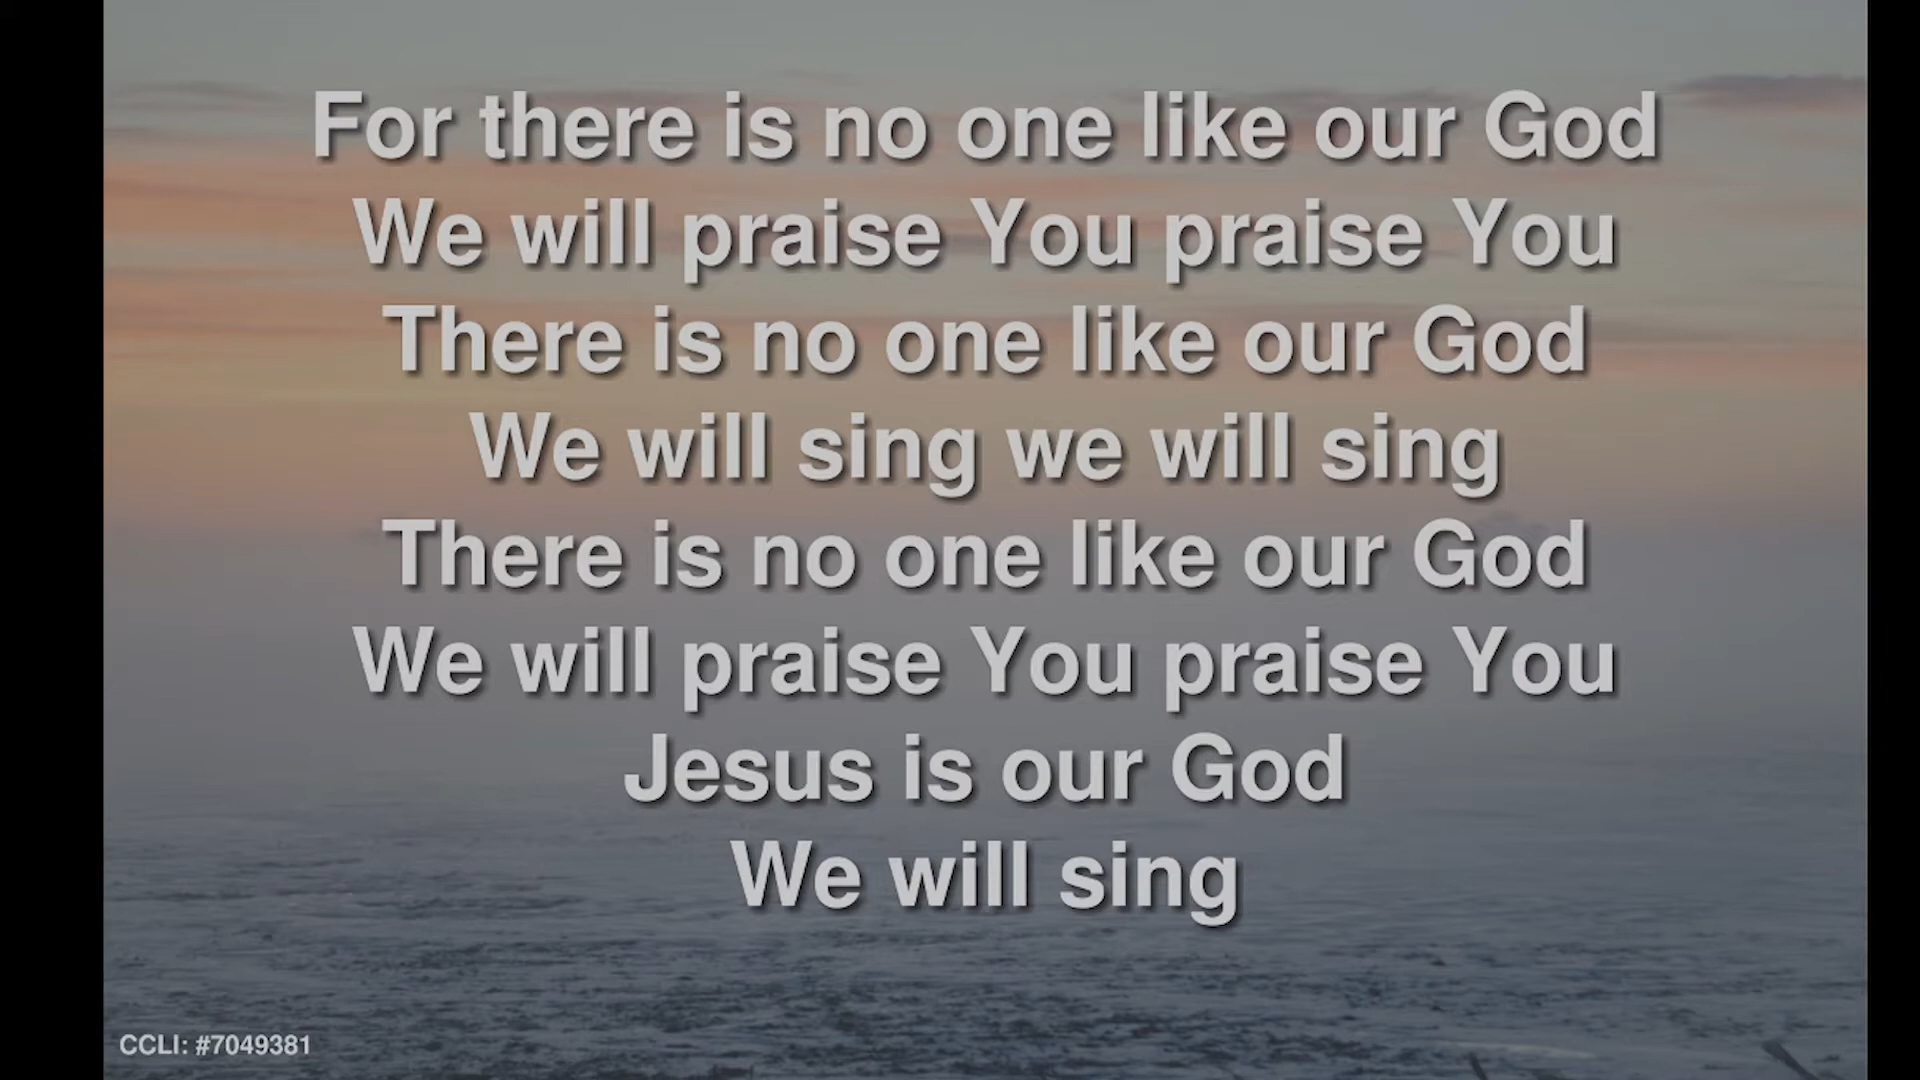 For there is no one like our God
We will praise You praise You
There is no one like our God
We will sing we will sing
There is no one like our God
We will praise You praise You
Jesus is our God
We will sing
CCLI: #7049381